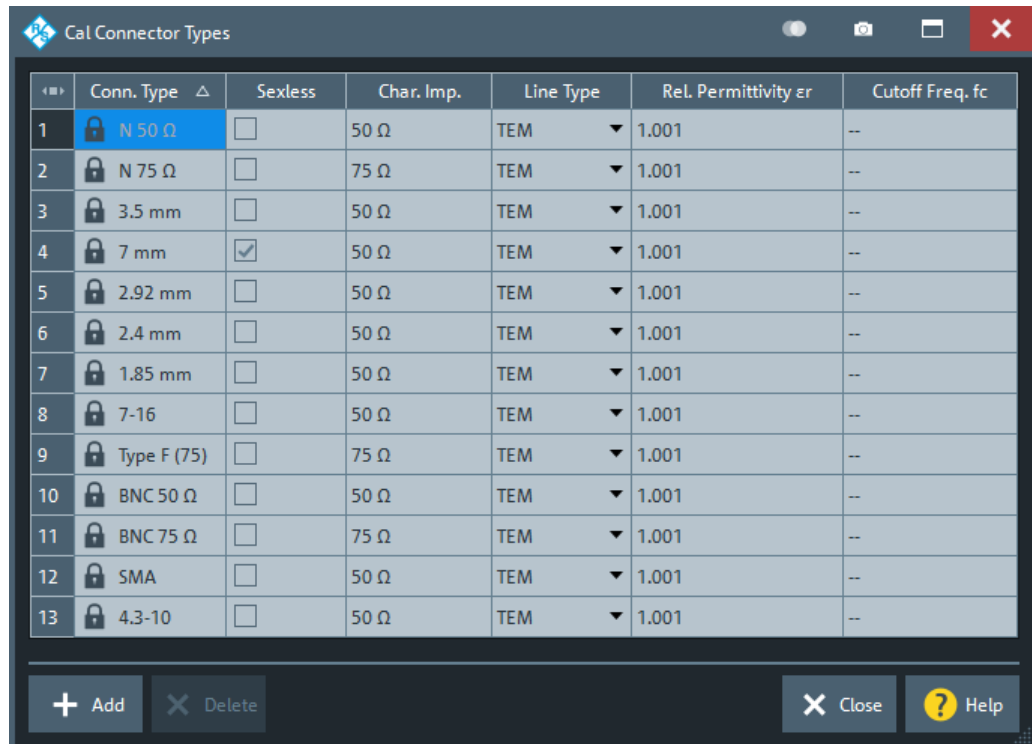 R&S Cal Connector Types
Conn. Type Sexless Char. Imp. Line Type Rel. Permittivity εr Cutoff Freq. fc
1 N 50 Ω 50 Ω TEM 1.001 --
2 N 75 Ω 75 Ω TEM 1.001 --
3 3.5 mm 50 Ω TEM 1.001 --
4 7 mm 50 Ω TEM 1.001 --
5 2.92 mm 50 Ω TEM 1.001 --
6 2.4 mm 50 Ω TEM 1.001 --
7 1.85 mm 50 Ω TEM 1.001 --
8 7-16 50 Ω TEM 1.001 --
9 Type F (75) 75 Ω TEM 1.001 --
10 BNC 50 Ω 50 Ω TEM 1.001 --
11 BNC 75 Ω 75 Ω TEM 1.001 --
12 SMA 50 Ω TEM 1.001 --
13 4.3-10 50 Ω TEM 1.001 --
Add Delete Close ? Help